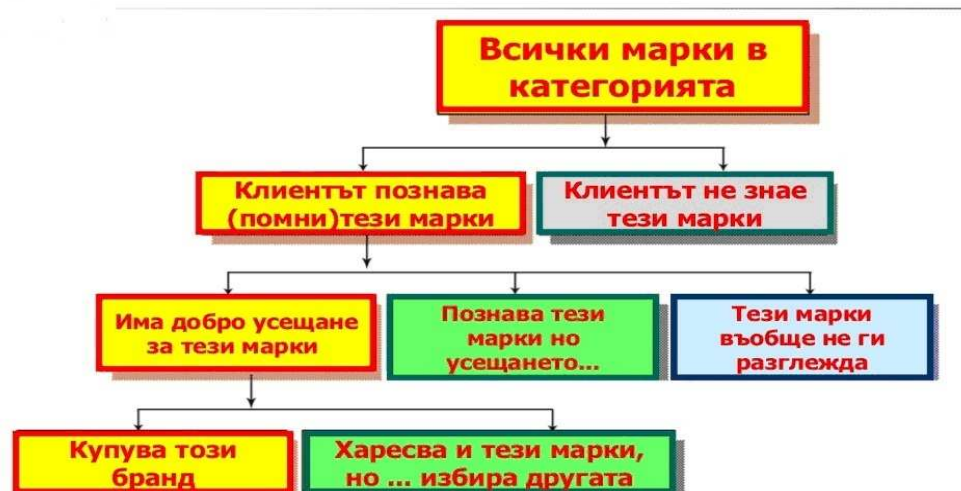 Всички марки в
категорията
Клиентът познава
(помни)тези марки
Клиентът не знае
тези марки
Има добро усещане
за тези марки
Познава тези
марки но
усещането...
Тези марки
въобще не ги
разглежда
Купува този
бранд
Харесва и тези марки,
но ... избира другата